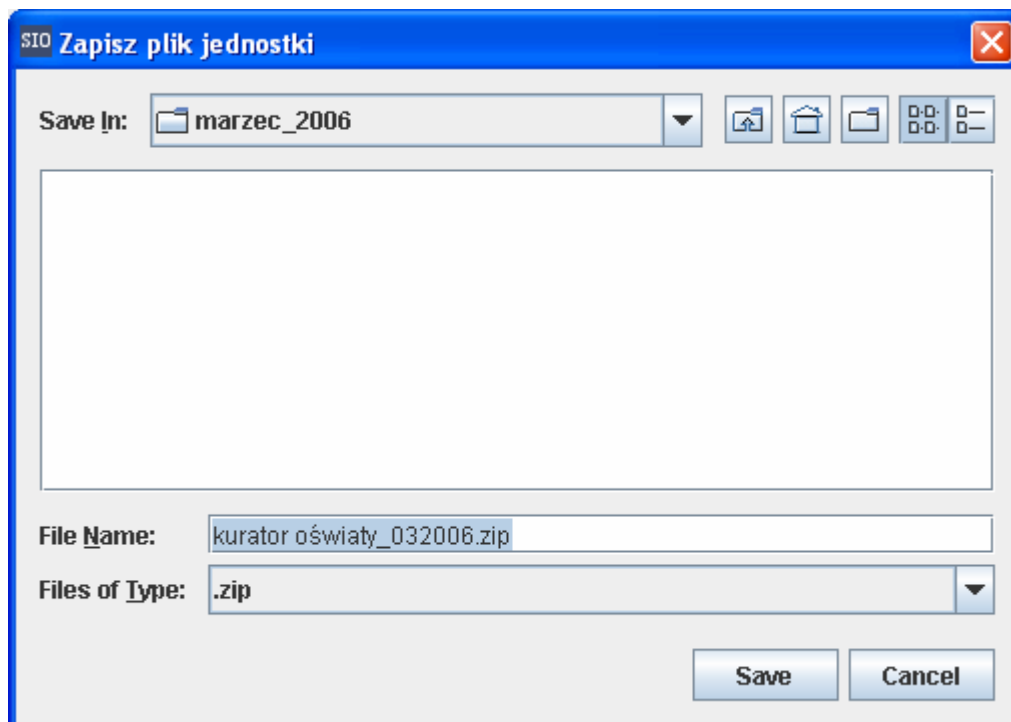 SIO Zapisz plik jednostki
Save In: marzec_2006
File Name: kurator oświaty_032006.zip
Files of Type: .zip
Save Cancel